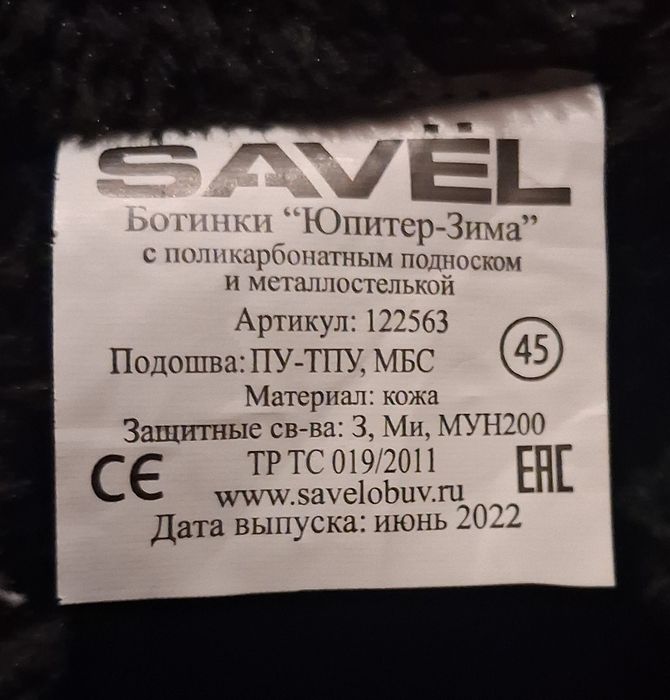 SAVЁL
Ботинки “Юпитер-Зима”
с поликарбонатным подноском
и металлостелькой
Артикул: 122563
45
Подошва: ПУ-ТПУ, МБС
Материал: кожа
Защитные св-ва: З, Ми, МУН200
CE
ТР ТС 019/2011
EAC
www.savelobuv.ru
Дата выпуска: июнь 2022